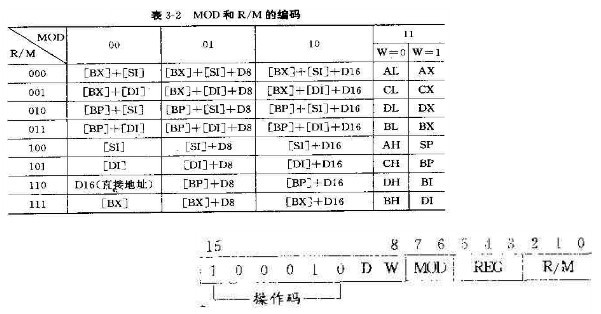 表 3-2 MOD 和 R/M 的编码
MOD 00 01 10 11
R/M W=0 W=1
000 [BX]+[SI] [BX]+[SI]+D8 [BX]+[SI]+D16 AL AX
001 [BX]+[DI] [BX]+[DI]+D8 [BX]+[DI]+D16 CL CX
010 [BP]+[SI] [BP]+[SI]+D8 [BP]+[SI]+D16 DL DX
011 [BP]+[DI] [BP]+[DI]+D8 [BP]+[DI]+D16 BL BX
100 [SI] [SI]+D8 [SI]+D16 AH SP
101 [DI] [DI]+D8 [DI]+D16 CH BP
110 D16(直接地址) [BP]+D8 [BP]+D16 DH BI
111 [BX] [BX]+D8 [BX]+D16 BH DI
15 8 7 6 5 4 3 2 1 0
1 0 0 0 1 0 D W MOD REG R/M
操作码